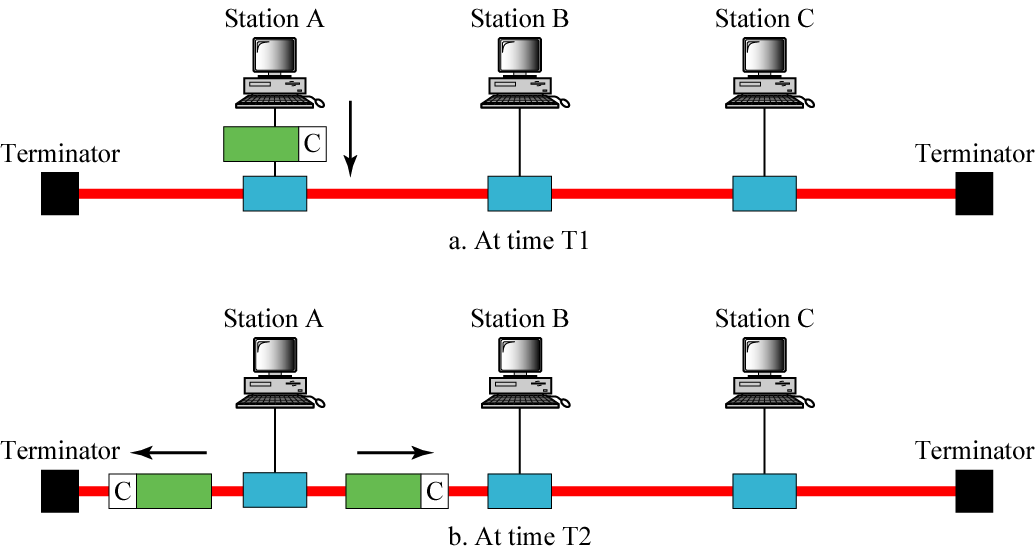 Station A Station B Station C
C
Terminator Terminator
a. At time T1
Station A Station B Station C
Terminator Terminator
C C
b. At time T2